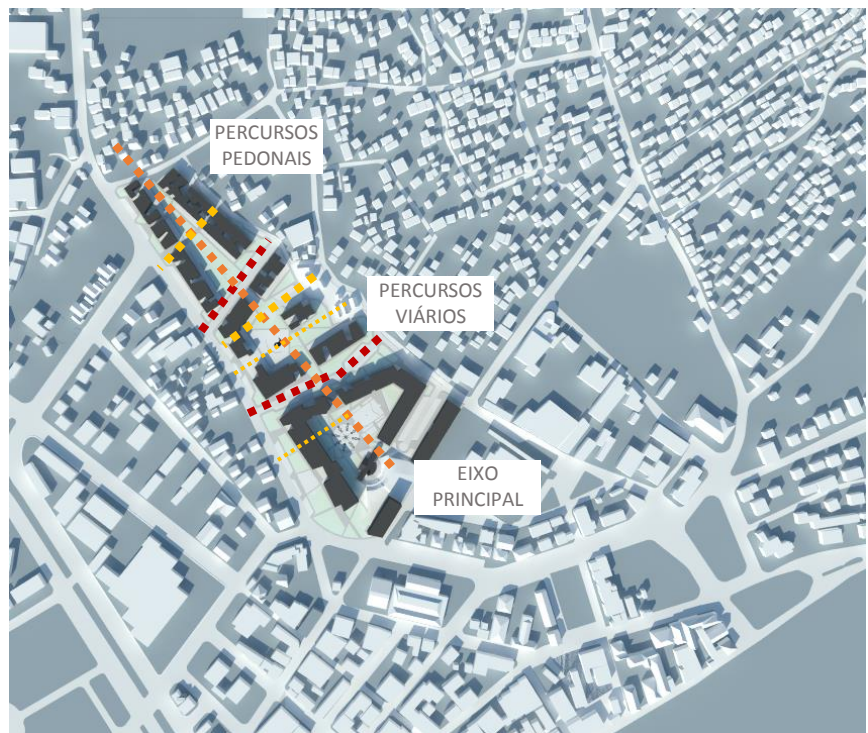 PERCURSOS
PEDONAIS
PERCURSOS
VIÁRIOS
EIXO
PRINCIPAL